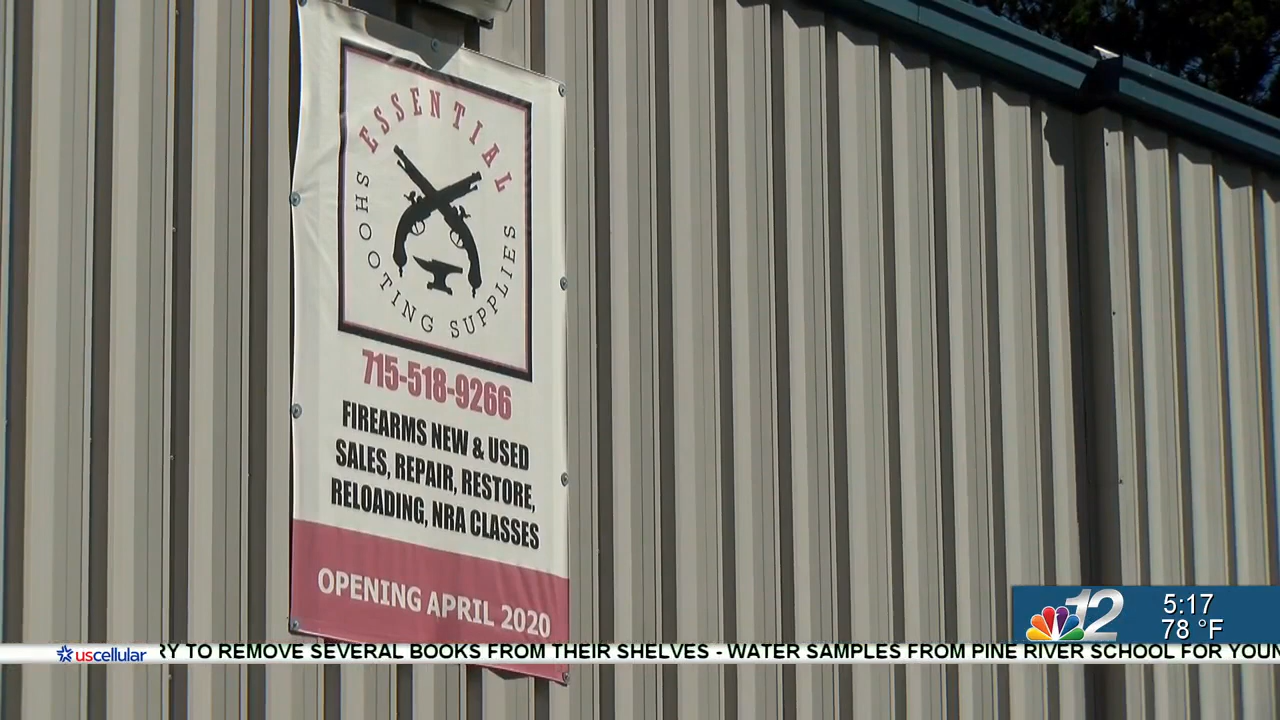 ESSENTIAL
SHOOTING SUPPLIES
715-518-9266
FIREARMS NEW & USED
SALES, REPAIR, RESTORE,
RELOADING, NRA CLASSES
OPENING APRIL 2020
12
5:17
78 °F
uscellular
RY TO REMOVE SEVERAL BOOKS FROM THEIR SHELVES - WATER SAMPLES FROM PINE RIVER SCHOOL FOR YOUN